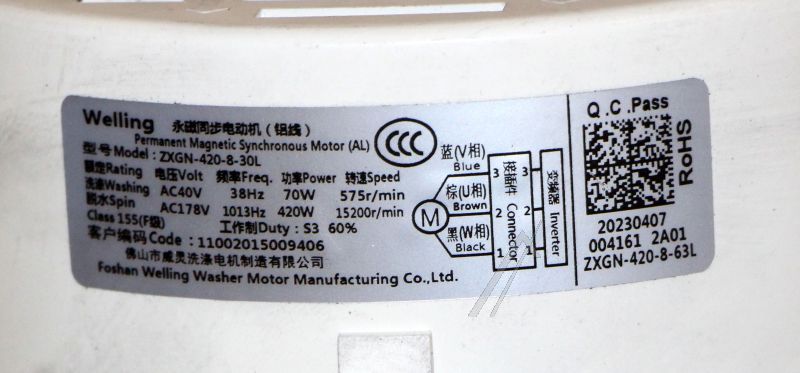 Welling 永磁同步电动机（铝线）
Permanent Magnetic Synchronous Motor (AL)
型号Model: ZXGN-420-8-30L
额定Rating 电压Volt 频率Freq. 功率Power 转速Speed
洗涤Washing AC40V 38Hz 70W 575r/min
脱水Spin AC178V 1013Hz 420W 15200r/min
Class 155(F级) 工作制Duty: S3 60%
客户编码Code: 11002015009406
佛山市威灵洗涤电机制造有限公司
Foshan Welling Washer Motor Manufacturing Co.,Ltd.
CCC
蓝(V相)
Blue
棕(U相)
Brown
黑(W相)
Black
M
3 3
2 2
1 1
接插件 Connector
变频器 Inverter
Q.C.Pass
RoHS
20230407
004161 2A01
ZXGN-420-8-63L